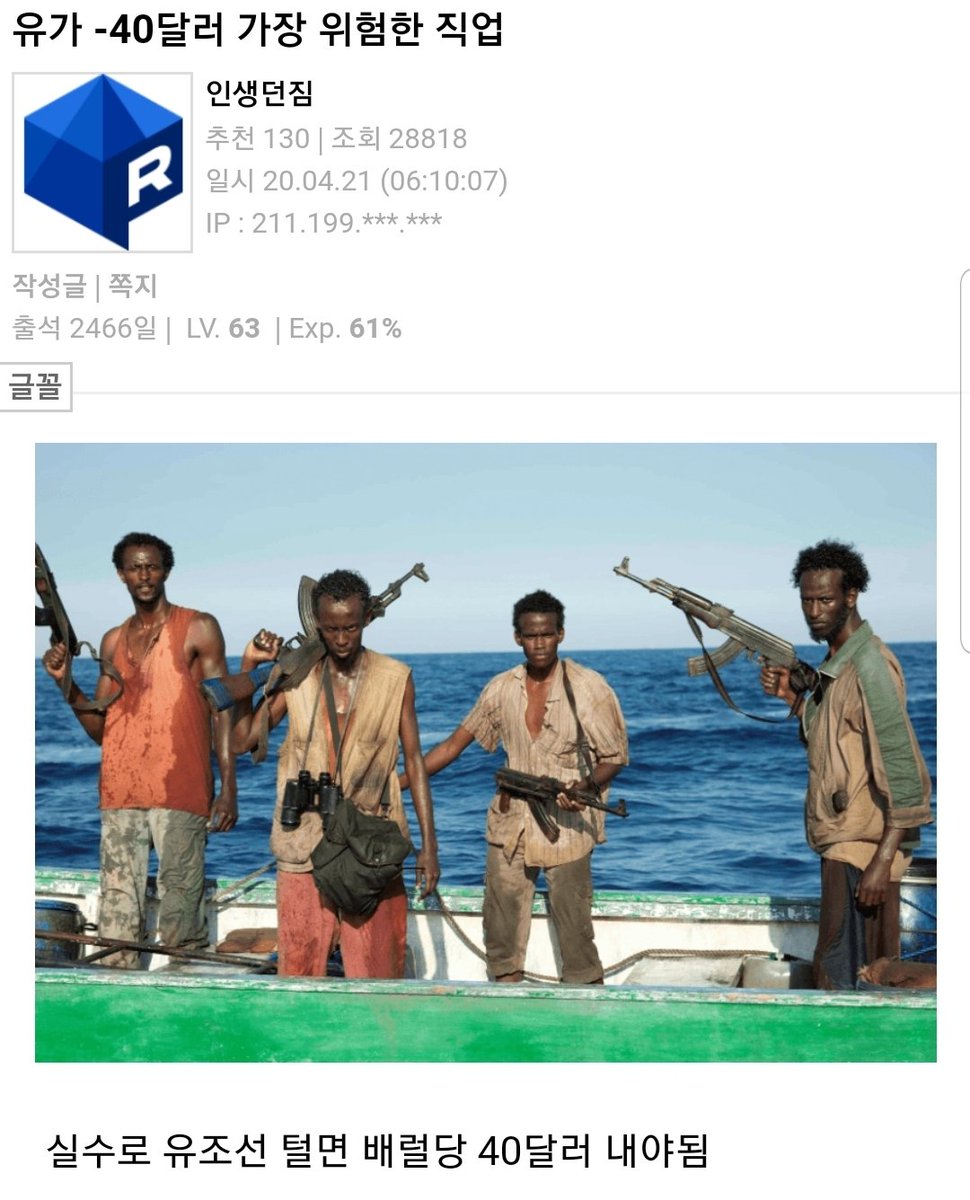 유가 -40달러 가장 위험한 직업
R
인생던짐
추천 130 | 조회 28818
일시 20.04.21 (06:10:07)
IP : 211.199.***.***
작성글 | 쪽지
출석 2466일 | LV. 63 | Exp. 61%
글꼴
실수로 유조선 털면 배럴당 40달러 내야됨